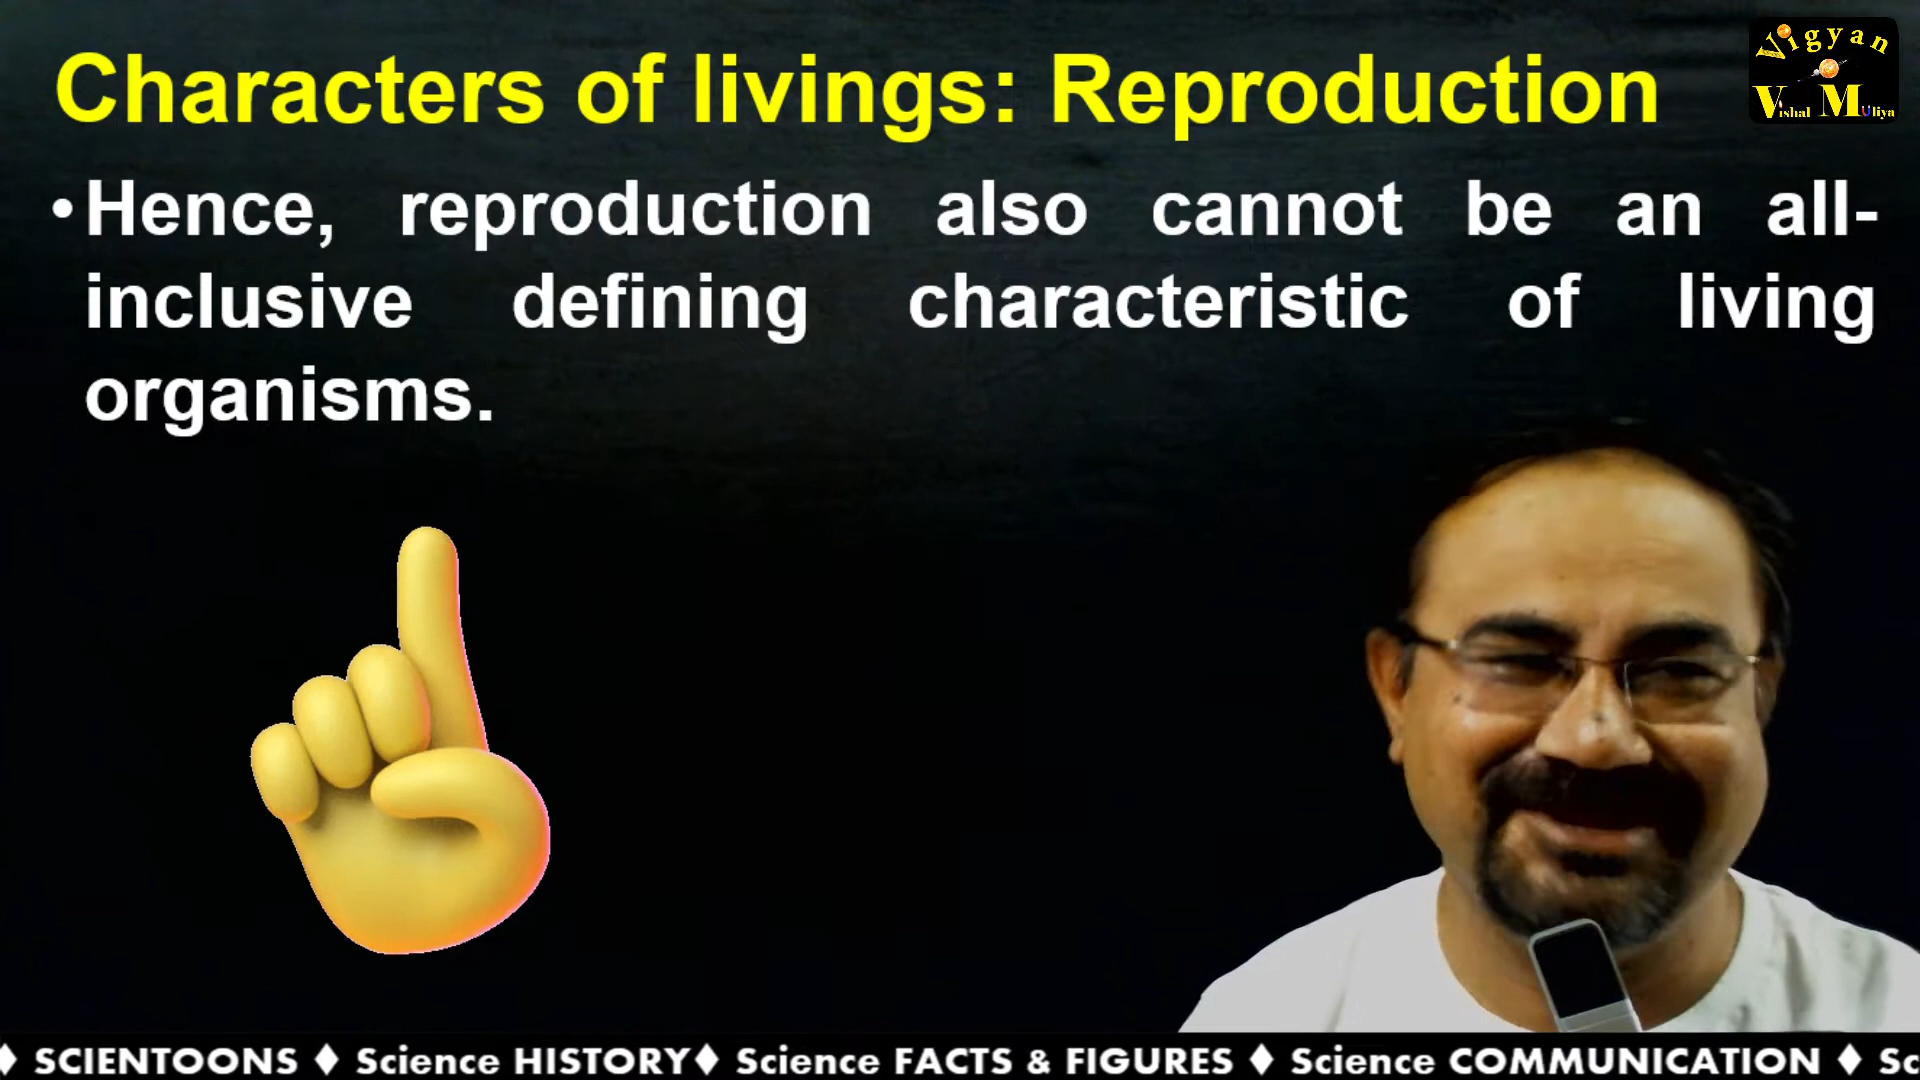 Characters of livings: Reproduction
Vigyan
Vishal Muliya
•Hence, reproduction also cannot be an all-
inclusive defining characteristic of living
organisms.
♦ SCIENTOONS ♦ Science HISTORY♦ Science FACTS & FIGURES ♦ Science COMMUNICATION ♦ Sc